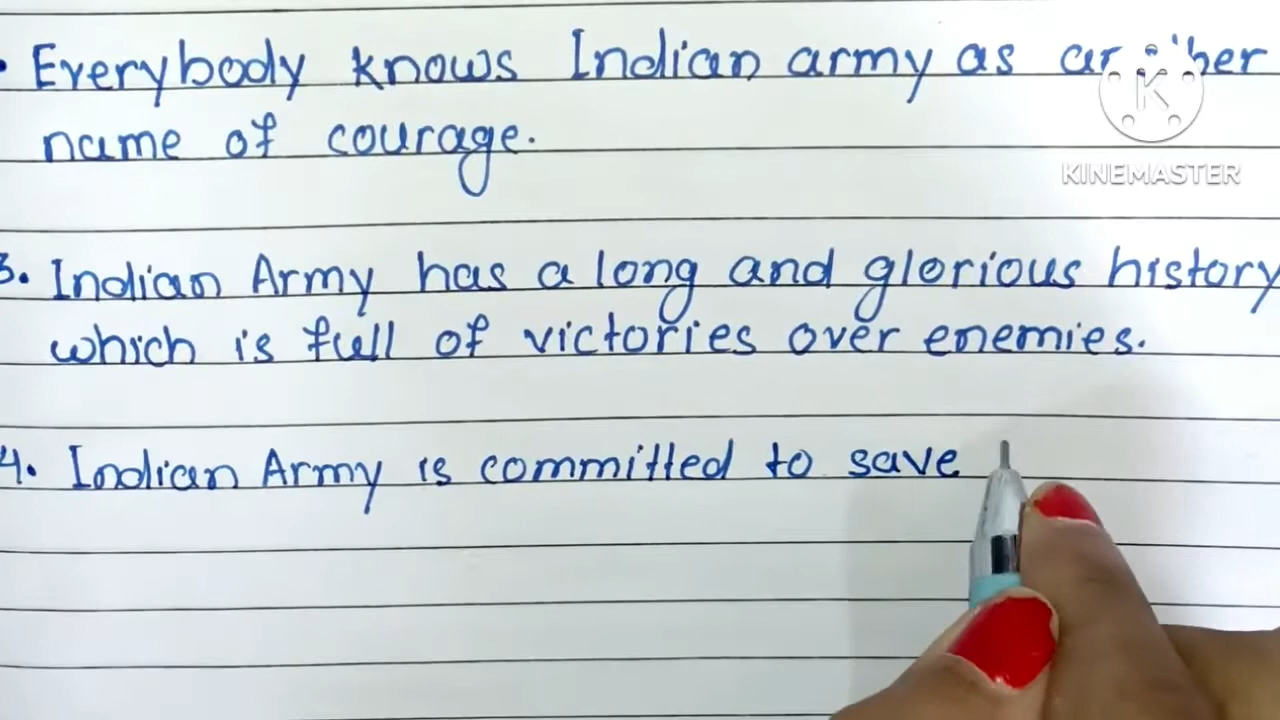 Everybody knows Indian army as another
name of courage.
KINEMASTER
3. Indian Army has a long and glorious history
which is full of victories over enemies.
4. Indian Army is committed to save